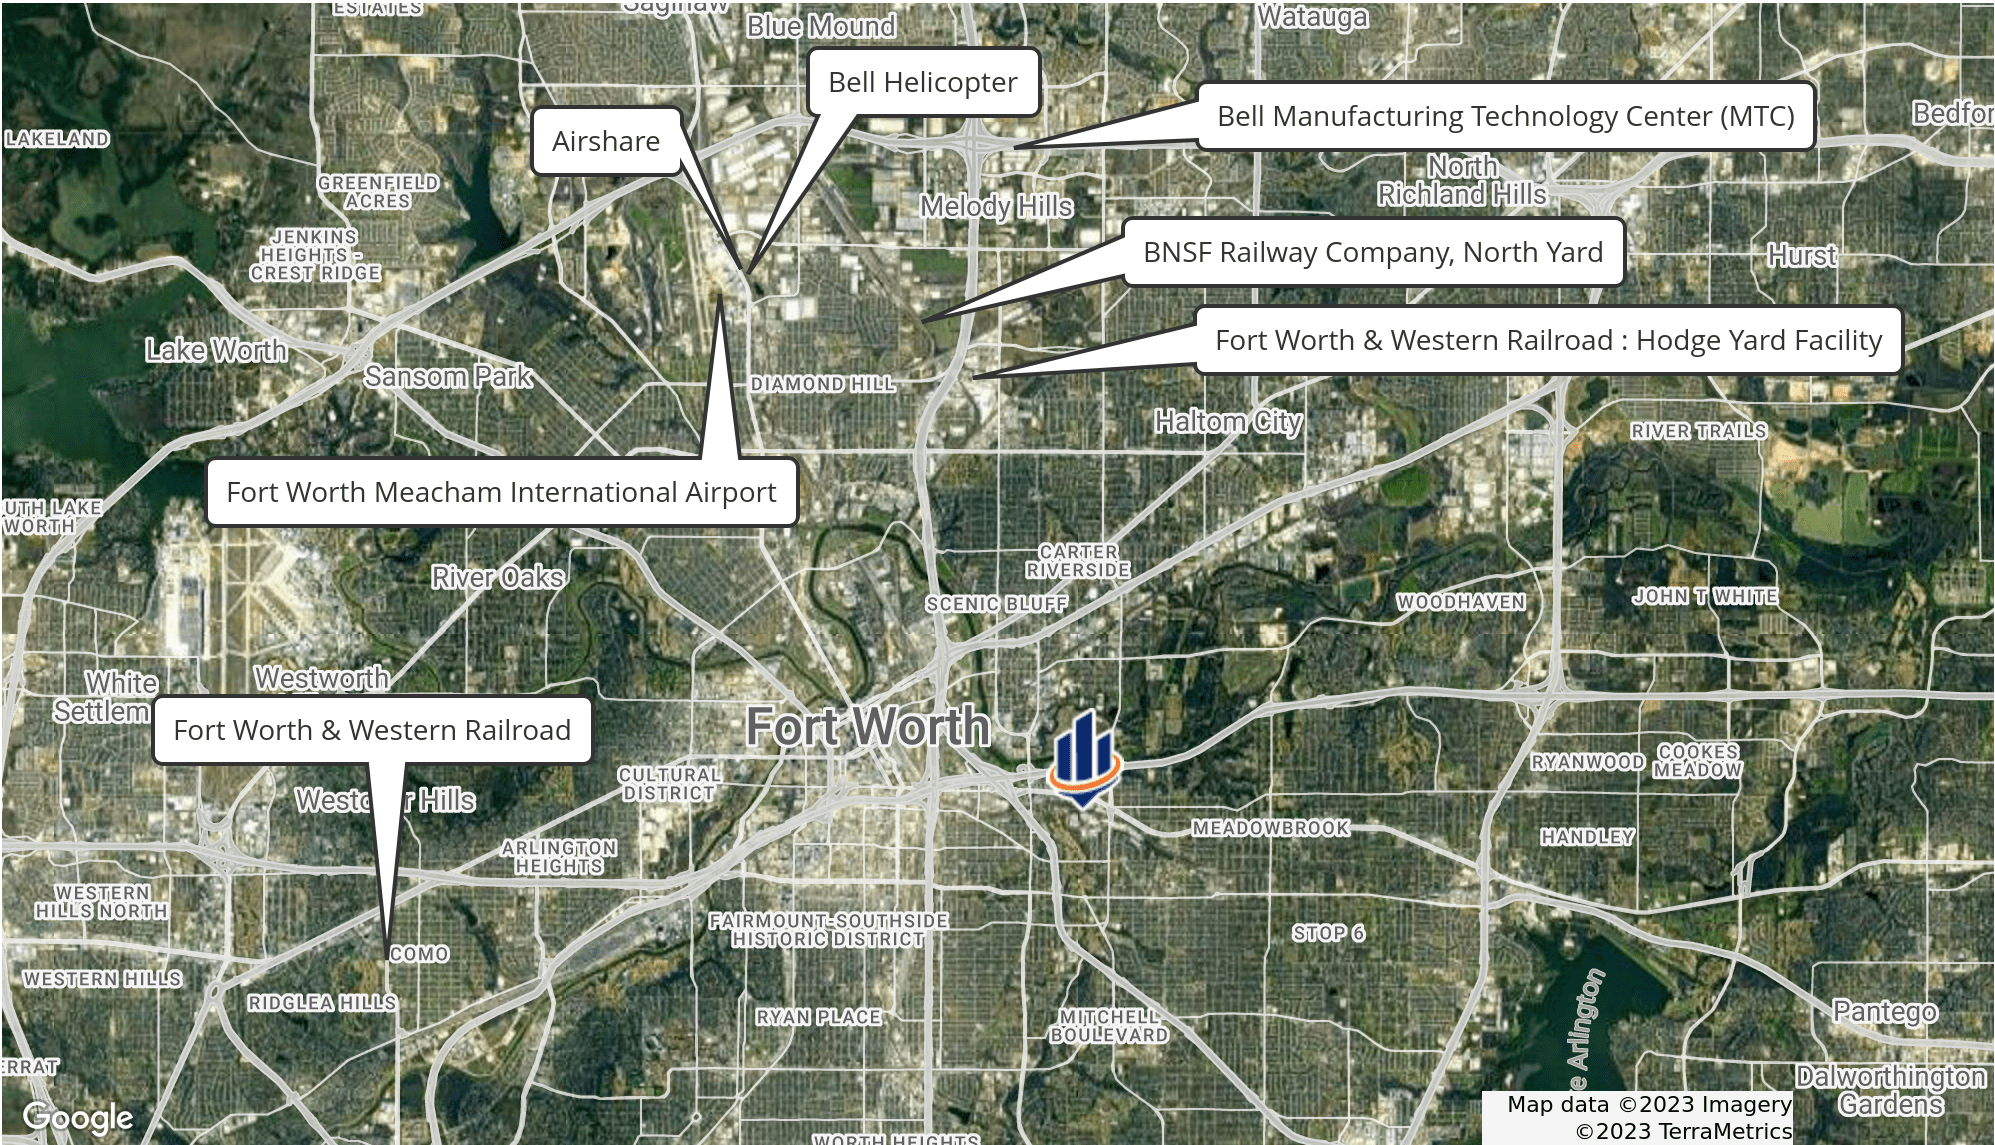 ESTATES
Saginaw
Blue Mound
Watauga
Bell Helicopter
Airshare
Bell Manufacturing Technology Center (MTC)
LAKELAND
North
Richland Hills
GREENFIELD
ACRES
Melody Hills
JENKINS
HEIGHTS -
CREST RIDGE
BNSF Railway Company, North Yard
Hurst
Fort Worth & Western Railroad : Hodge Yard Facility
Lake Worth
Sansom Park
DIAMOND HILL
Haltom City
RIVER TRAILS
Fort Worth Meacham International Airport
WORTH
CARTER
RIVERSIDE
River Oaks
SCENIC BLUFF
WOODHAVEN
JOHN T WHITE
White
Settlem
Westworth
Fort Worth & Western Railroad
Fort Worth
CULTURAL
DISTRICT
RYANWOOD
COOKES
MEADOW
Hills
MEADOWBROOK
HANDLEY
ARLINGTON
HEIGHTS
WESTERN
HILLS NORTH
FAIRMOUNT-SOUTHSIDE
HISTORIC DISTRICT
STOP 6
COMO
WESTERN HILLS
RIDGLEA HILLS
RYAN PLACE
MITCHELL
BOULEVARD
Arlington
Pantego
Dalworthington
Gardens
WORTH HEIGHTS
Google
Map data ©2023 Imagery
©2023 TerraMetrics